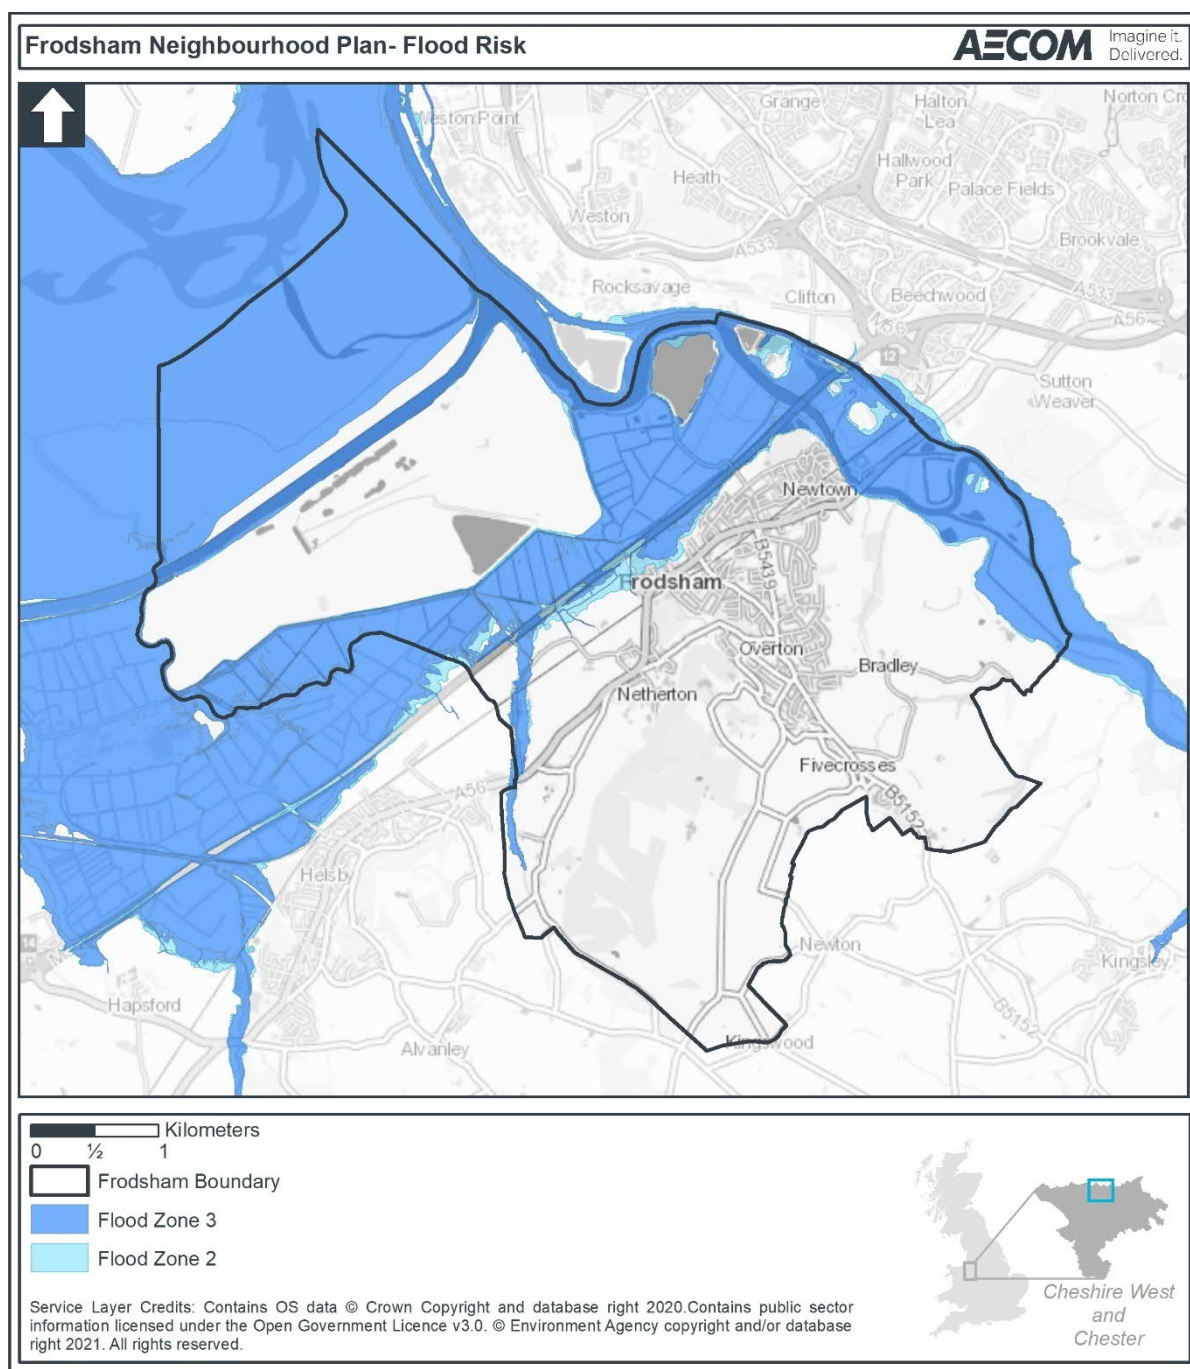 Frodsham Neighbourhood Plan- Flood Risk
AECOM
Imagine it.
Delivered.
Weston Point
Grange
Halton
Lea
Hallwood
Park
Palace Fields
Heath
Weston
A533
Brookvale
Rocksavage
Clifton
Beechwood
A533
A56
12
Sutton
Weaver
Newtown
Frodsham
B5439
Overton
Bradley
Netherton
Fivecrosses
A56
B5152
Helsby
14
Newton
Kingsley
B5152
Hapsford
Alvanley
Kingswood
Kilometers
0 ½ 1
Frodsham Boundary
Flood Zone 3
Flood Zone 2
Cheshire West
and
Chester
Service Layer Credits: Contains OS data © Crown Copyright and database right 2020.Contains public sector
information licensed under the Open Government Licence v3.0. © Environment Agency copyright and/or database
right 2021. All rights reserved.